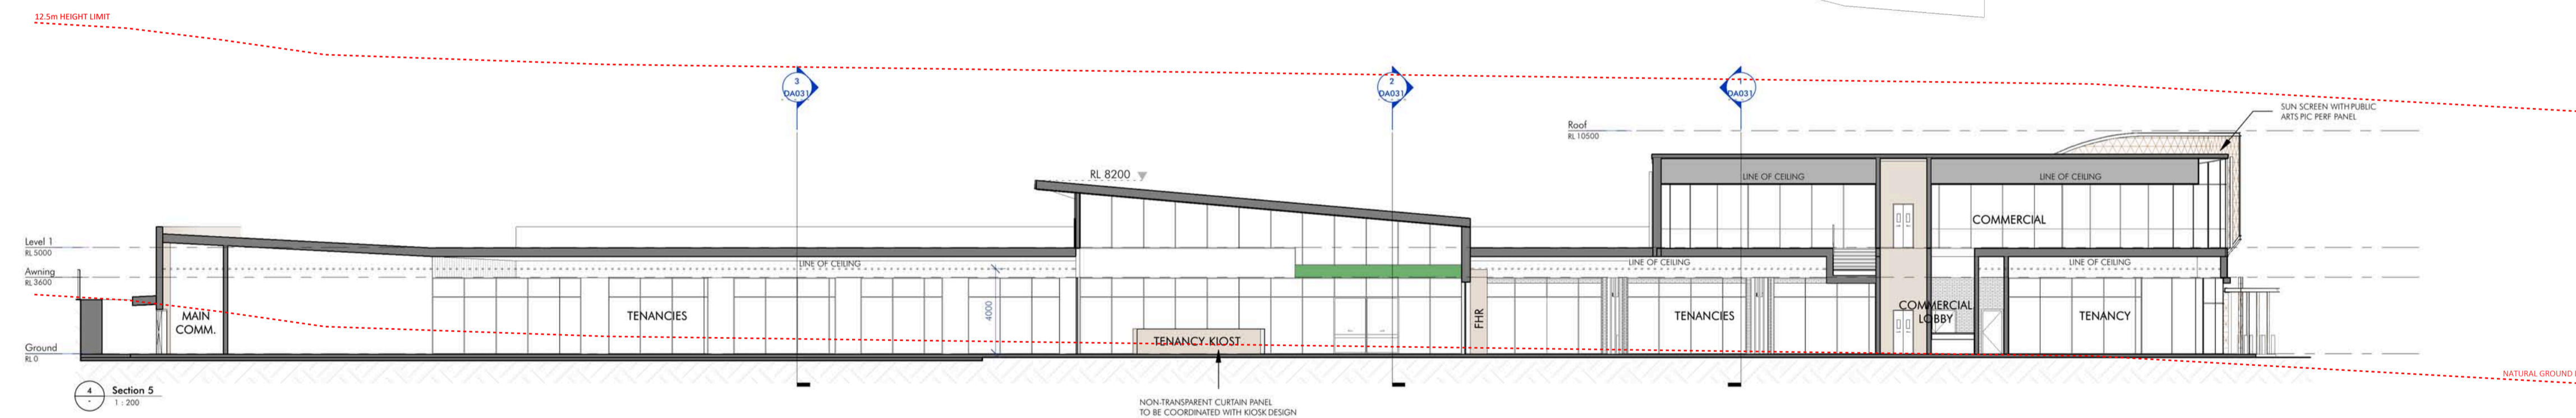 12.5m HEIGHT LIMIT
3
DA031
2
DA031
1
DA031
SUN SCREEN WITH PUBLIC
ARTS PIC PERF PANEL
Roof
RL 10500
RL 8200
LINE OF CEILING
LINE OF CEILING
COMMERCIAL
Level 1
RL 5000
LINE OF CEILING
LINE OF CEILING
LINE OF CEILING
Awning
RL 3600
4000
MAIN
COMM.
TENANCIES
FHR
TENANCIES
COMMERCIAL
LOBBY
TENANCY
TENANCY KIOST
Ground
RL 0
NATURAL GROUND
4
-
Section 5
1 : 200
NON-TRANSPARENT CURTAIN PANEL
TO BE COORDINATED WITH KIOSK DESIGN